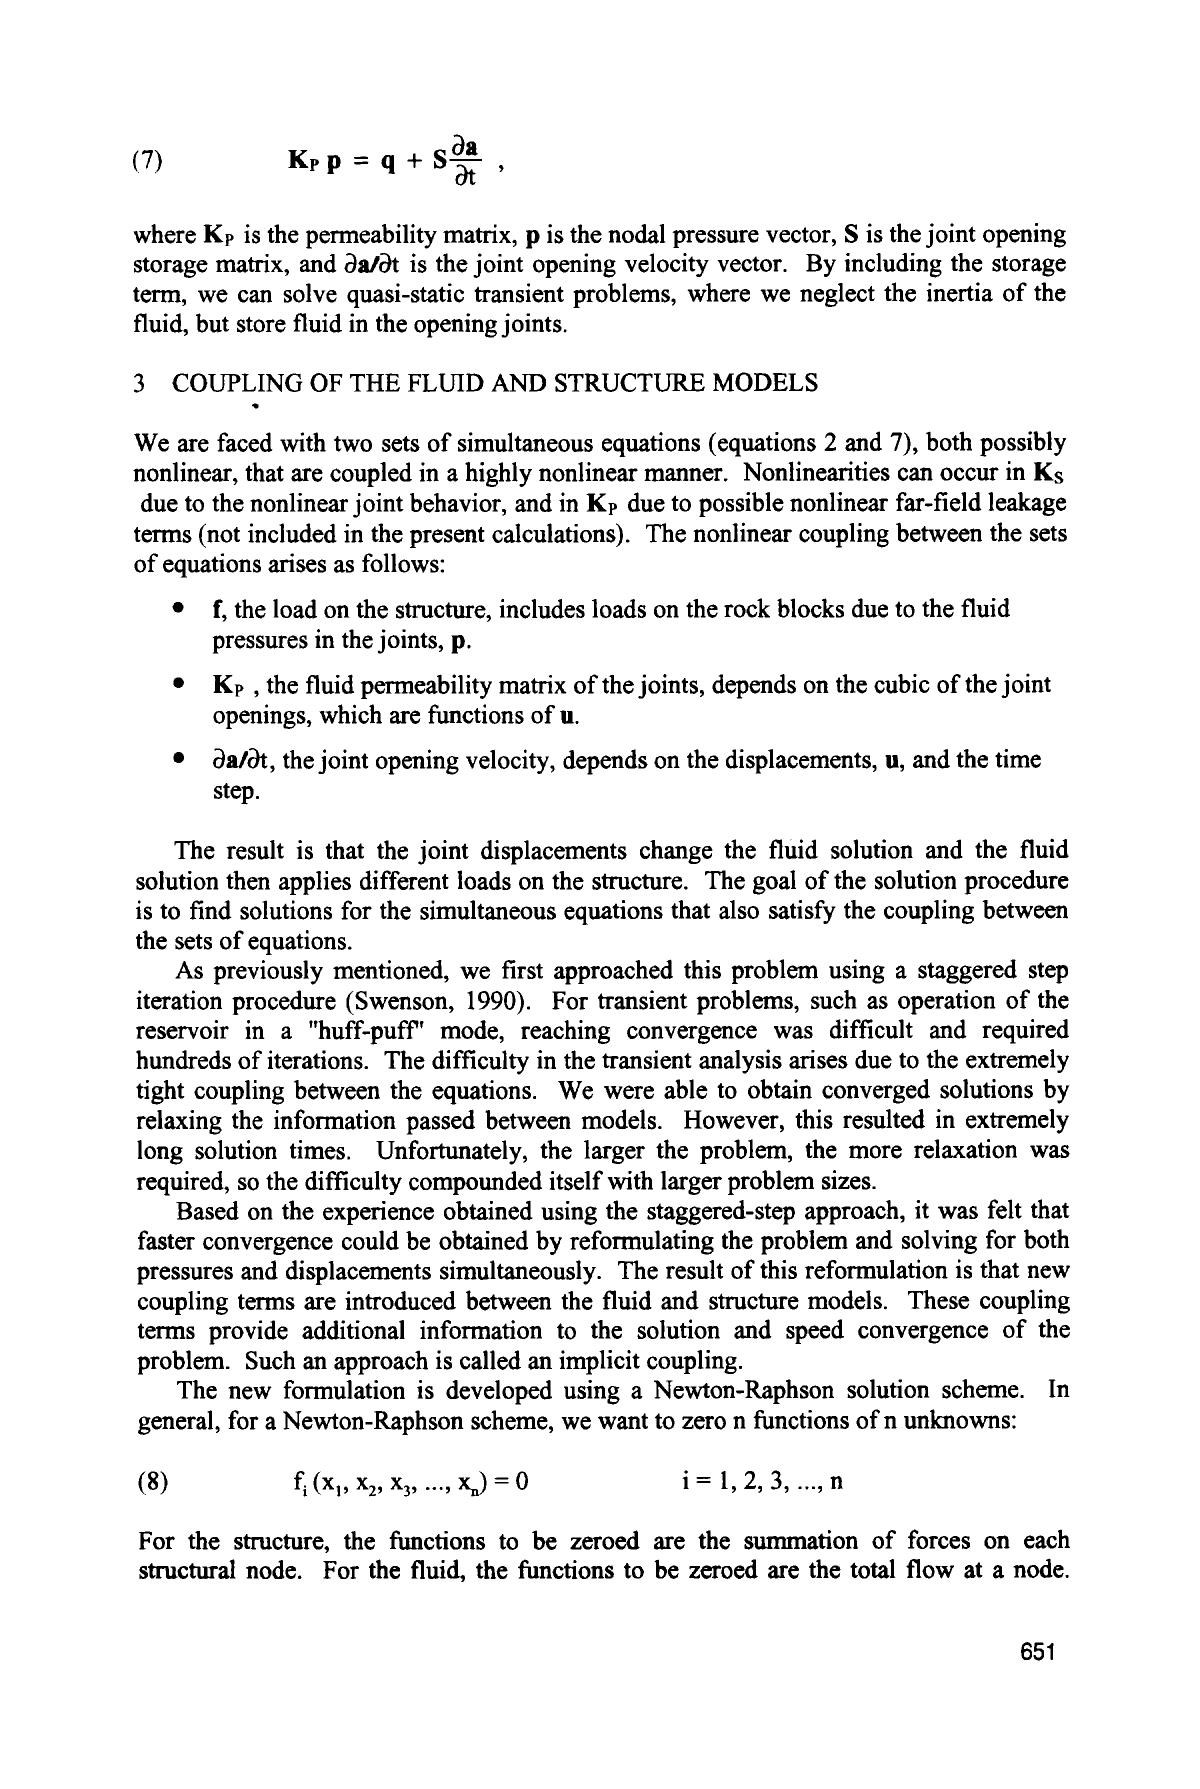 (7) K_P p = q + S ∂a/∂t ,
where K_P is the permeability matrix, p is the nodal pressure vector, S is the joint opening
storage matrix, and ∂a/∂t is the joint opening velocity vector. By including the storage
term, we can solve quasi-static transient problems, where we neglect the inertia of the
fluid, but store fluid in the opening joints.
3 COUPLING OF THE FLUID AND STRUCTURE MODELS
We are faced with two sets of simultaneous equations (equations 2 and 7), both possibly
nonlinear, that are coupled in a highly nonlinear manner. Nonlinearities can occur in K_S
due to the nonlinear joint behavior, and in K_P due to possible nonlinear far-field leakage
terms (not included in the present calculations). The nonlinear coupling between the sets
of equations arises as follows:
• f, the load on the structure, includes loads on the rock blocks due to the fluid
pressures in the joints, p.
• K_P , the fluid permeability matrix of the joints, depends on the cubic of the joint
openings, which are functions of u.
• ∂a/∂t, the joint opening velocity, depends on the displacements, u, and the time
step.
The result is that the joint displacements change the fluid solution and the fluid
solution then applies different loads on the structure. The goal of the solution procedure
is to find solutions for the simultaneous equations that also satisfy the coupling between
the sets of equations.
As previously mentioned, we first approached this problem using a staggered step
iteration procedure (Swenson, 1990). For transient problems, such as operation of the
reservoir in a "huff-puff" mode, reaching convergence was difficult and required
hundreds of iterations. The difficulty in the transient analysis arises due to the extremely
tight coupling between the equations. We were able to obtain converged solutions by
relaxing the information passed between models. However, this resulted in extremely
long solution times. Unfortunately, the larger the problem, the more relaxation was
required, so the difficulty compounded itself with larger problem sizes.
Based on the experience obtained using the staggered-step approach, it was felt that
faster convergence could be obtained by reformulating the problem and solving for both
pressures and displacements simultaneously. The result of this reformulation is that new
coupling terms are introduced between the fluid and structure models. These coupling
terms provide additional information to the solution and speed convergence of the
problem. Such an approach is called an implicit coupling.
The new formulation is developed using a Newton-Raphson solution scheme. In
general, for a Newton-Raphson scheme, we want to zero n functions of n unknowns:
(8) f_i (x_1, x_2, x_3, ..., x_n) = 0 i = 1, 2, 3, ..., n
For the structure, the functions to be zeroed are the summation of forces on each
structural node. For the fluid, the functions to be zeroed are the total flow at a node.
651